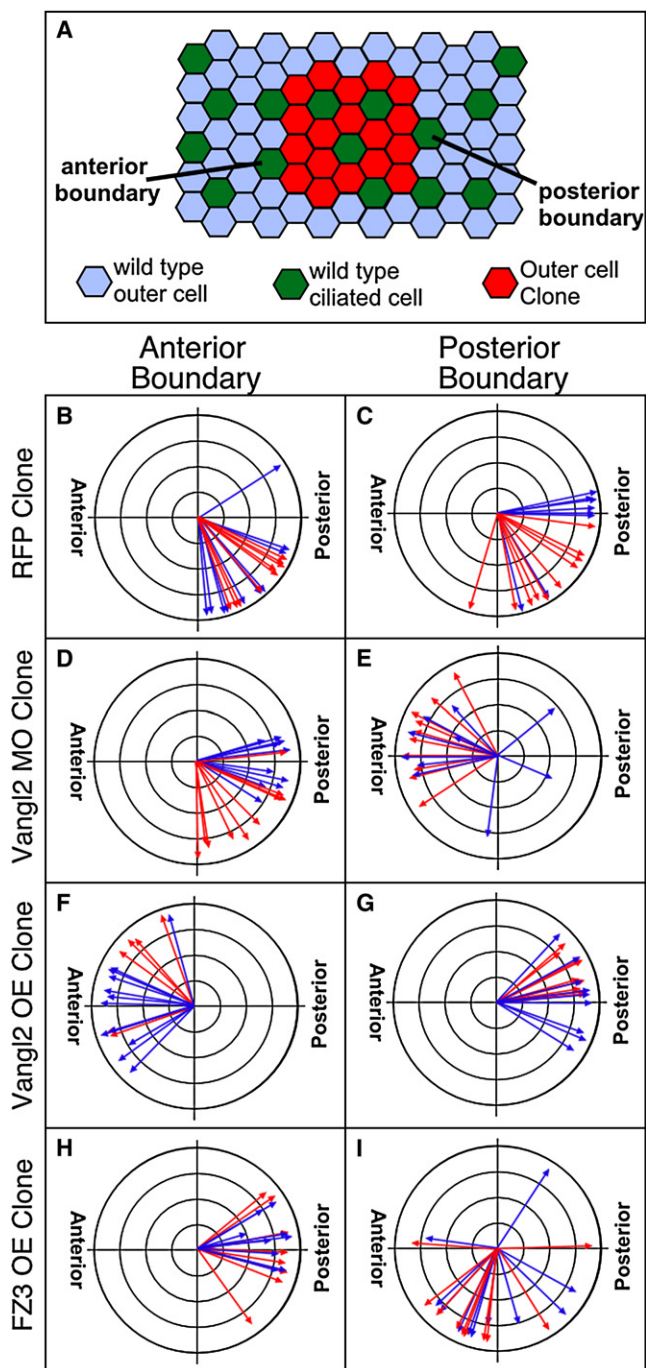 A
anterior
boundary
posterior
boundary
wild type
outer cell
wild type
ciliated cell
Outer cell
Clone
Anterior
Boundary
Posterior
Boundary
RFP Clone
B
Anterior
Posterior
C
Anterior
Posterior
Vangl2 MO Clone
D
Anterior
Posterior
E
Anterior
Posterior
Vangl2 OE Clone
F
Anterior
Posterior
G
Anterior
Posterior
FZ3 OE Clone
H
Anterior
Posterior
I
Anterior
Posterior